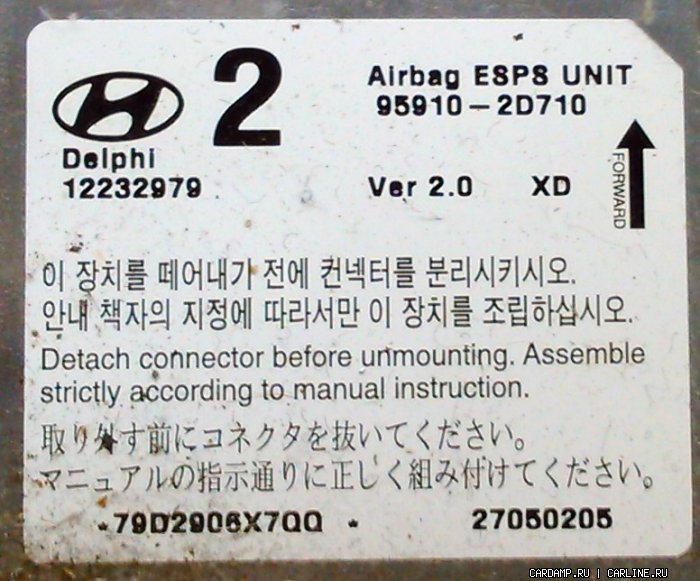 2
Airbag ESPS UNIT
95910-2D710
Delphi
12232979
Ver 2.0 XD
FORWARD
이 장치를 떼어내가 전에 컨넥터를 분리시키시오.
안내 책자의 지정에 따라서만 이 장치를 조립하십시오.
Detach connector before unmounting. Assemble
strictly according to manual instruction.
取り外す前にコネクタを抜いてください。
マニュアルの指示通りに正しく組み付けてください。
*79D2906X7QQ *
27050205
CARDAMP.RU | CARLINE.RU